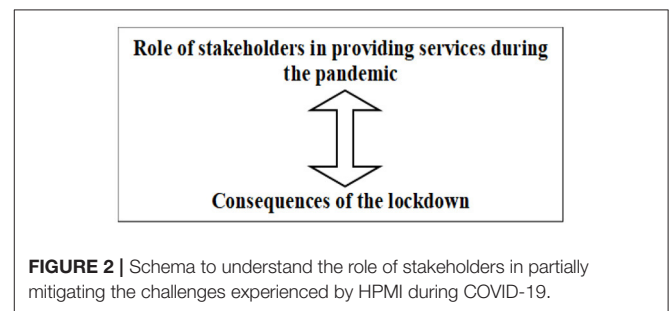 Role of stakeholders in providing services during
the pandemic
Consequences of the lockdown
FIGURE 2 | Schema to understand the role of stakeholders in partially
mitigating the challenges experienced by HPMI during COVID-19.